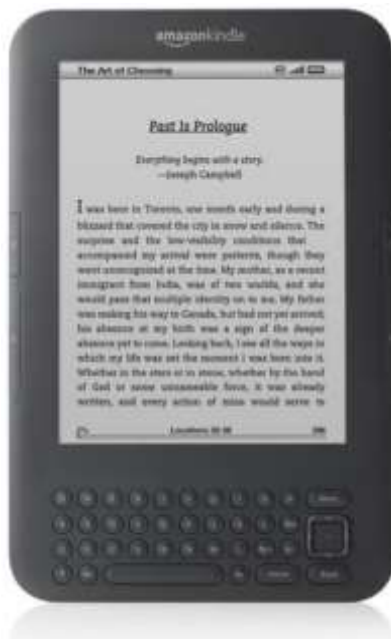 amazonkindle
The Art of Choosing
Past Is Prologue
Everything begins with a story.
—Joseph Campbell
I was born in Toronto, one month early and during a
blizzard that covered the city in snow and silence. The
surprise and the low-visibility conditions that
accompanied my arrival were portents, though they
went unrecognized at the time. My mother, as a recent
immigrant from India, was of two worlds, and she
would pass that multiple identity on to me. My father
was making his way to Canada, but had not yet arrived;
his absence at my birth was a sign of the deeper
absence yet to come. Looking back, I see all the ways in
which my life was set the moment I was born into it.
Whether in the stars or in stone, whether by the hand
of God or some unnameable force, it was already
written, and every action of mine would serve to
Locations